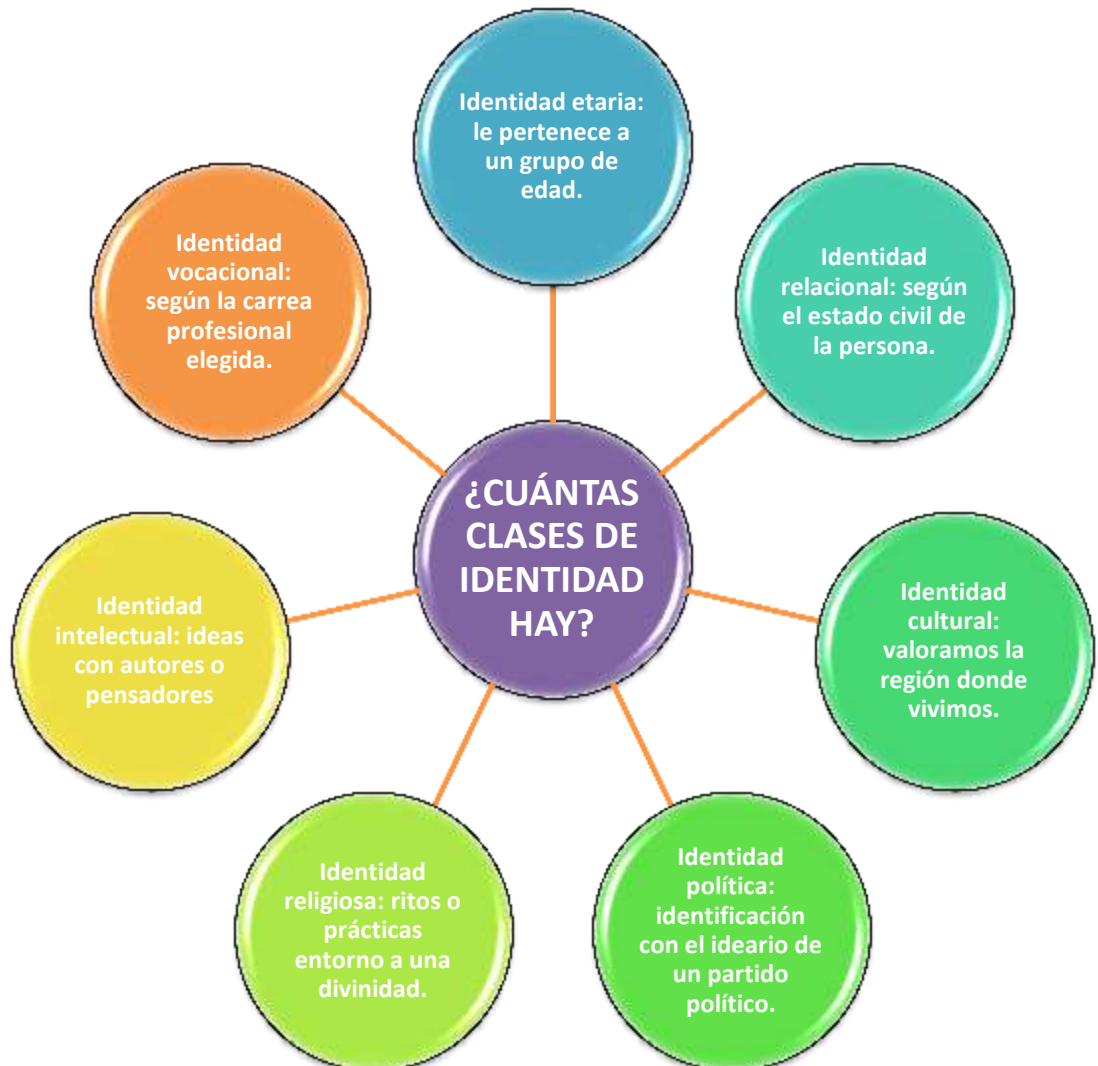 Identidad etaria:
le pertenece a
un grupo de
edad.
Identidad
relacional: según
el estado civil de
la persona.
Identidad
cultural:
valoramos la
región donde
vivimos.
Identidad
política:
identificación
con el ideario de
un partido
político.
Identidad
religiosa: ritos o
prácticas
entorno a una
divinidad.
Identidad
intelectual: ideas
con autores o
pensadores
Identidad
vocacional:
según la carrea
profesional
elegida.
¿CUÁNTAS
CLASES DE
IDENTIDAD
HAY?